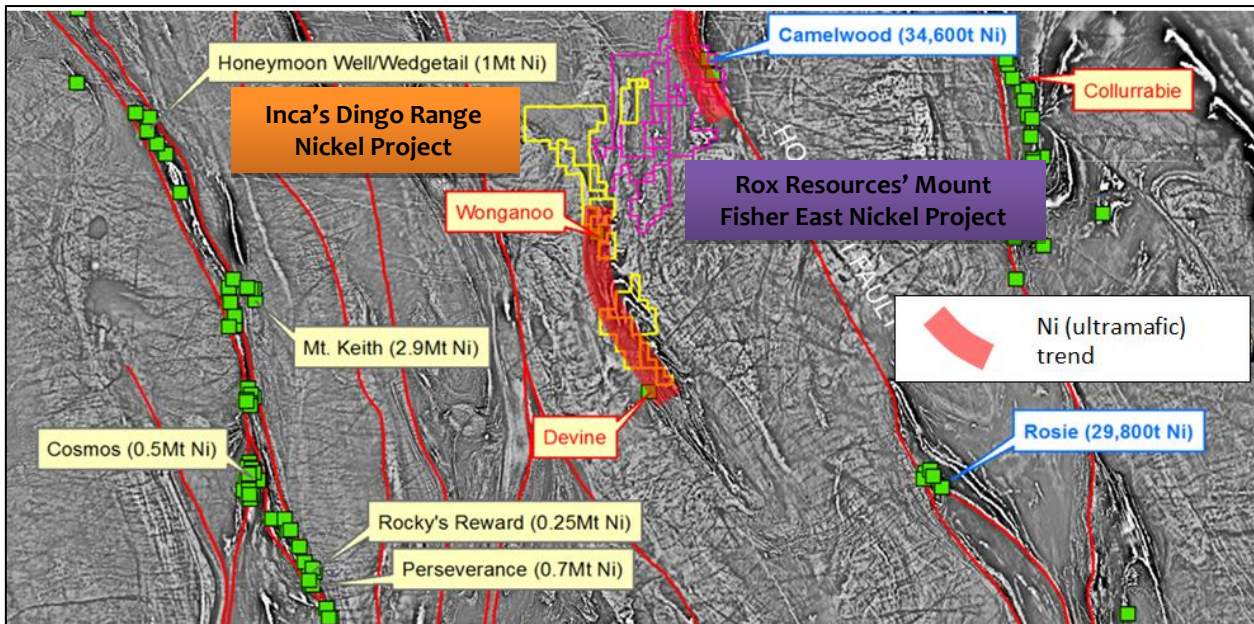 Camelwood (34,600t Ni)
Honeymoon Well/Wedgetail (1Mt Ni)
Collurrabie
Inca's Dingo Range
Nickel Project
Rox Resources' Mount
Fisher East Nickel Project
Wonganoo
Ni (ultramafic)
trend
Mt. Keith (2.9Mt Ni)
Devine
Rosie (29,800t Ni)
Cosmos (0.5Mt Ni)
Rocky's Reward (0.25Mt Ni)
Perseverance (0.7Mt Ni)